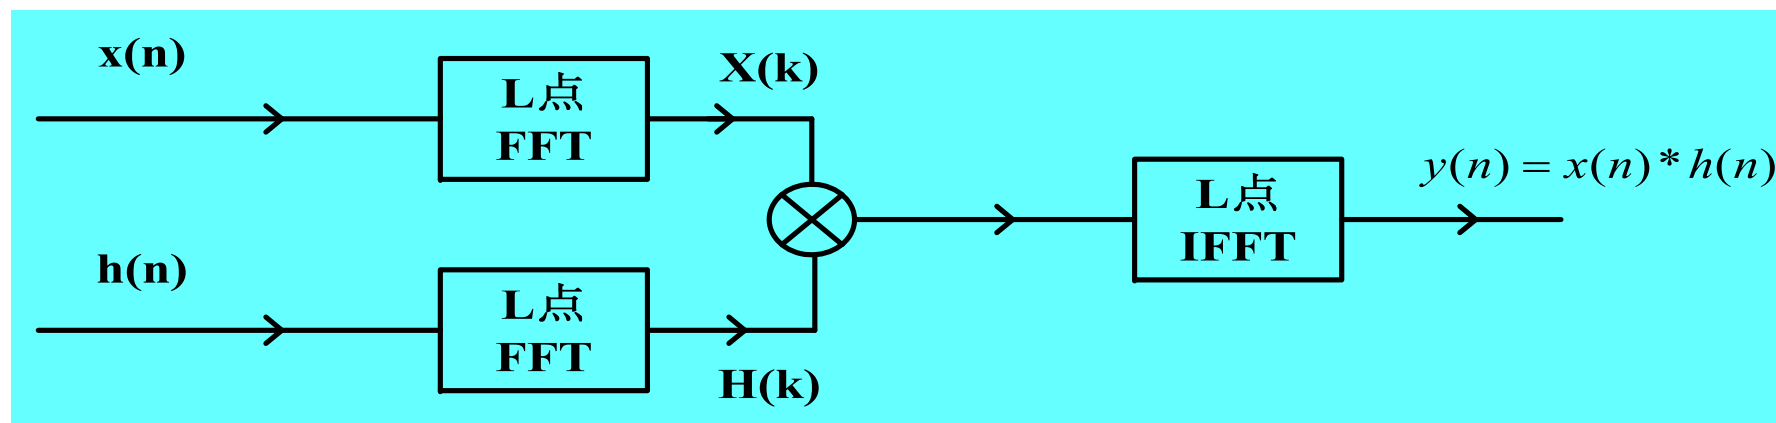 x(n)
L点
FFT
X(k)
y(n) = x(n) * h(n)
L点
IFFT
h(n)
L点
FFT
H(k)